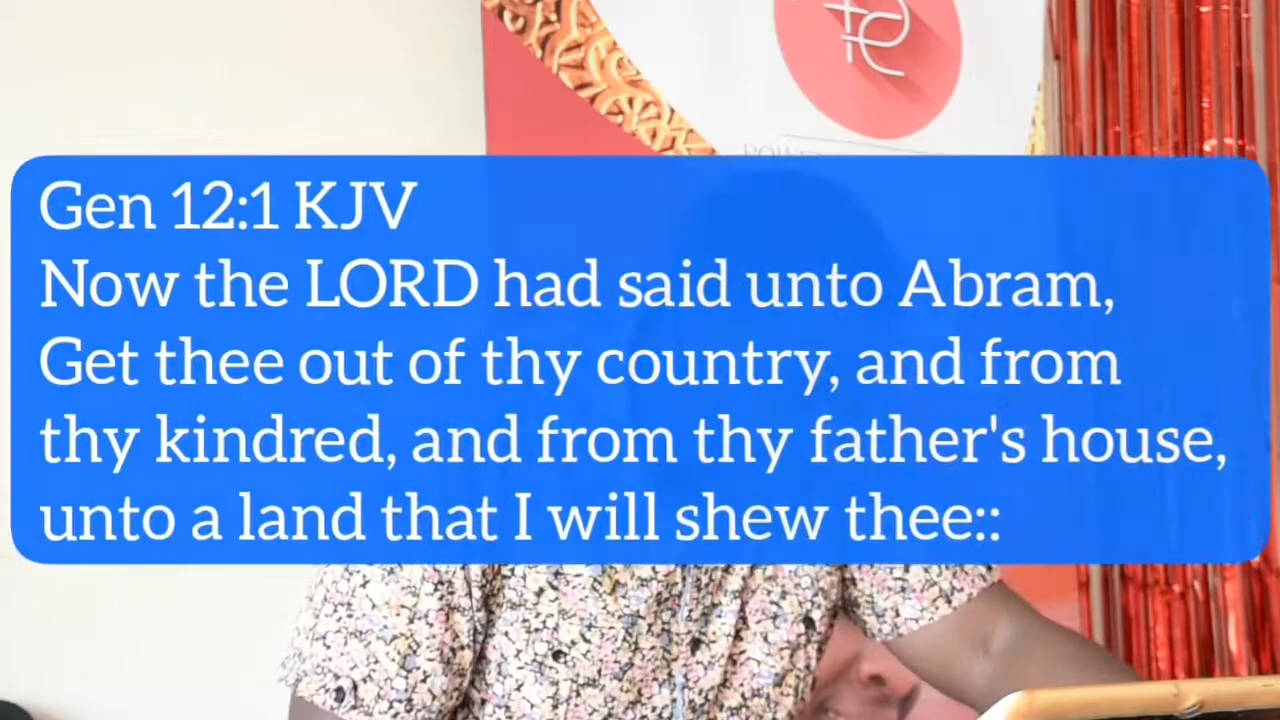 Gen 12:1 KJV
Now the LORD had said unto Abram,
Get thee out of thy country, and from
thy kindred, and from thy father's house,
unto a land that I will shew thee::